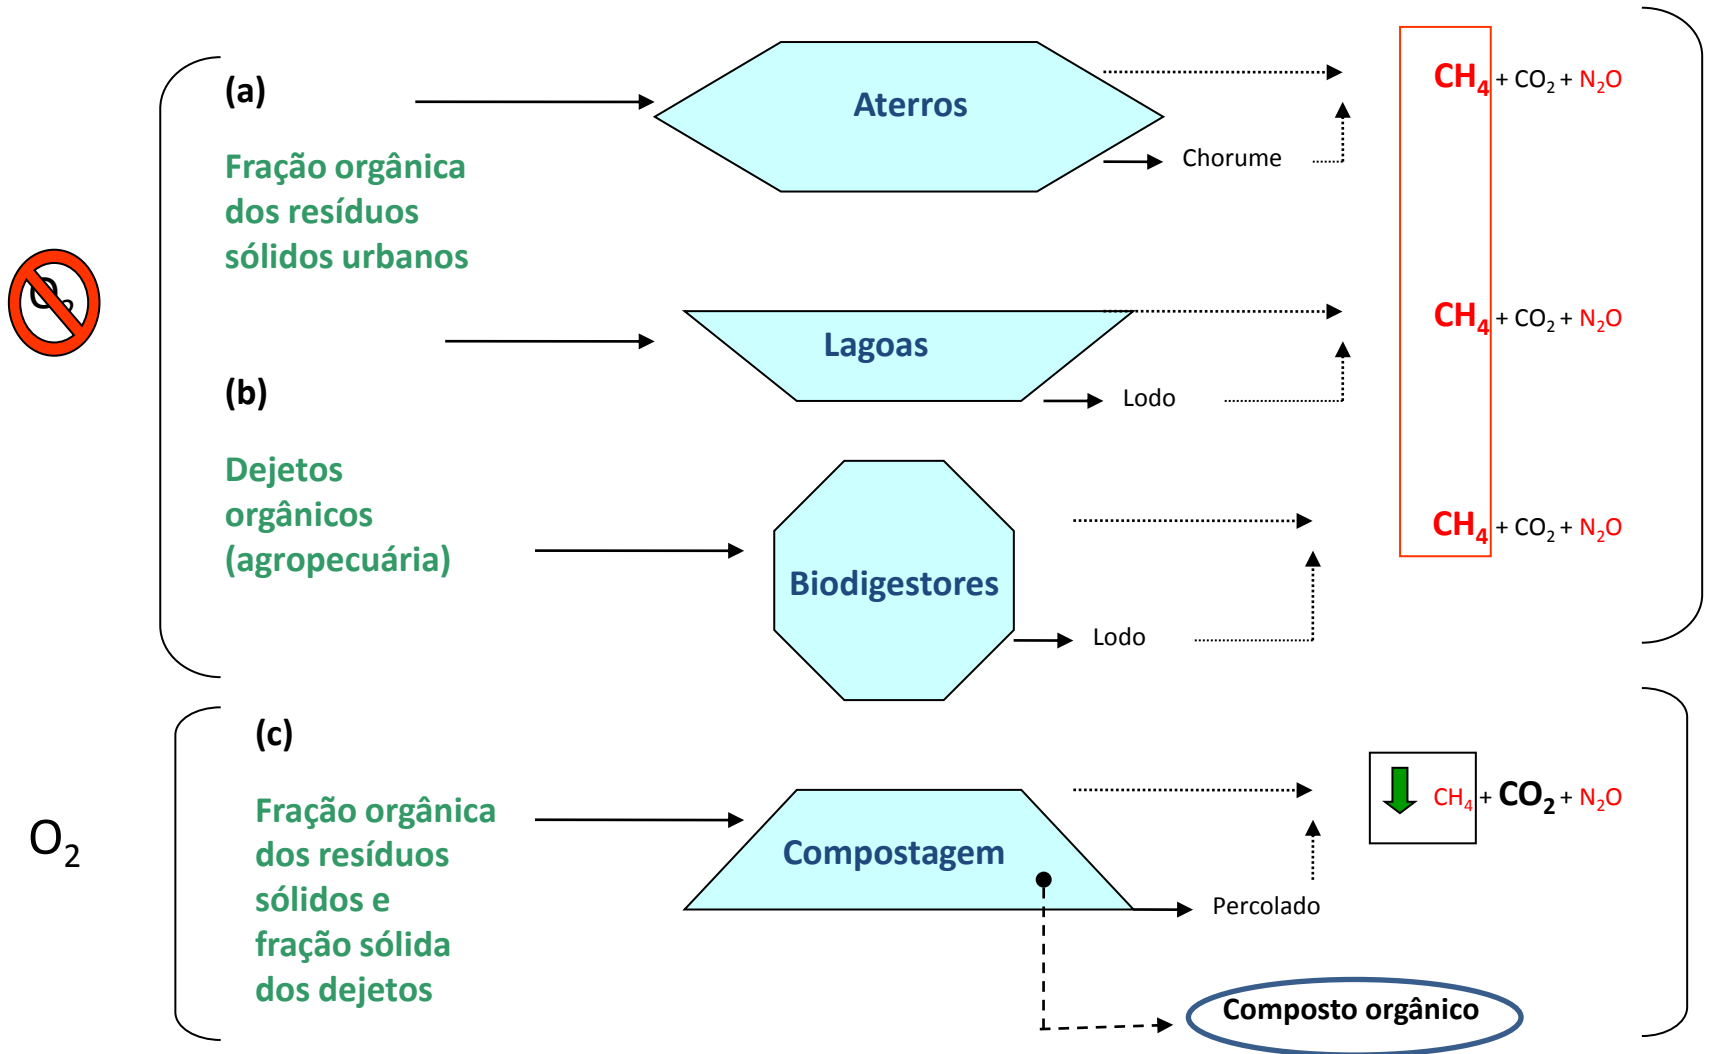 (a)
Fração orgânica
dos resíduos
sólidos urbanos
Aterros
Chorume
CH₄ + CO₂ + N₂O
O₂
Lagoas
Lodo
CH₄ + CO₂ + N₂O
(b)
Dejetos
orgânicos
(agropecuária)
Biodigestores
Lodo
CH₄ + CO₂ + N₂O
(c)
Fração orgânica
dos resíduos
sólidos e
fração sólida
dos dejetos
O₂
Compostagem
Percolado
CH₄ + CO₂ + N₂O
Composto orgânico